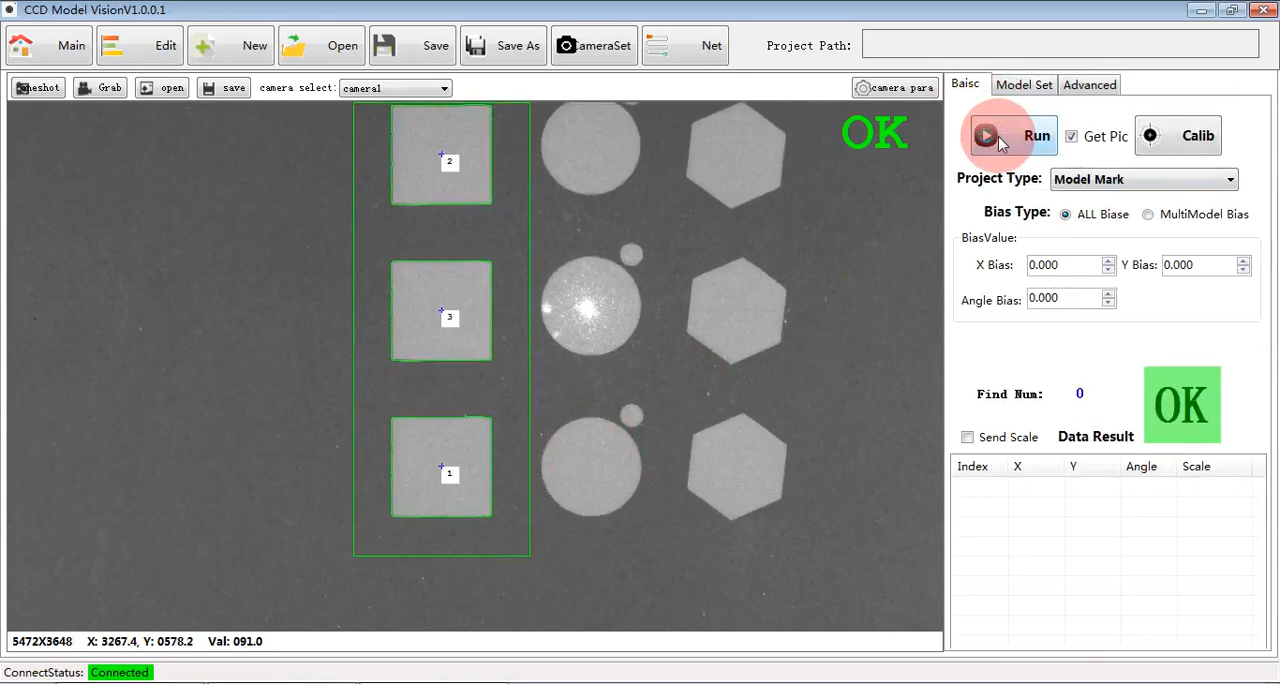 CCD Model VisionV1.0.0.1
Main Edit New Open Save Save As CameraSet Net Project Path:
neshot Grab open save camera select: camera1 camera para
Baisc Model Set Advanced
OK
Run Get Pic Calib
Project Type: Model Mark
Bias Type: ALL Biase MultiModel Bias
BiasValue:
X Bias: 0.000 Y Bias: 0.000
Angle Bias: 0.000
2
3
1
Find Num: 0 OK
Send Scale Data Result
Index X Y Angle Scale
5472X3648 X: 3267.4, Y: 0578.2 Val: 091.0
ConnectStatus: Connected